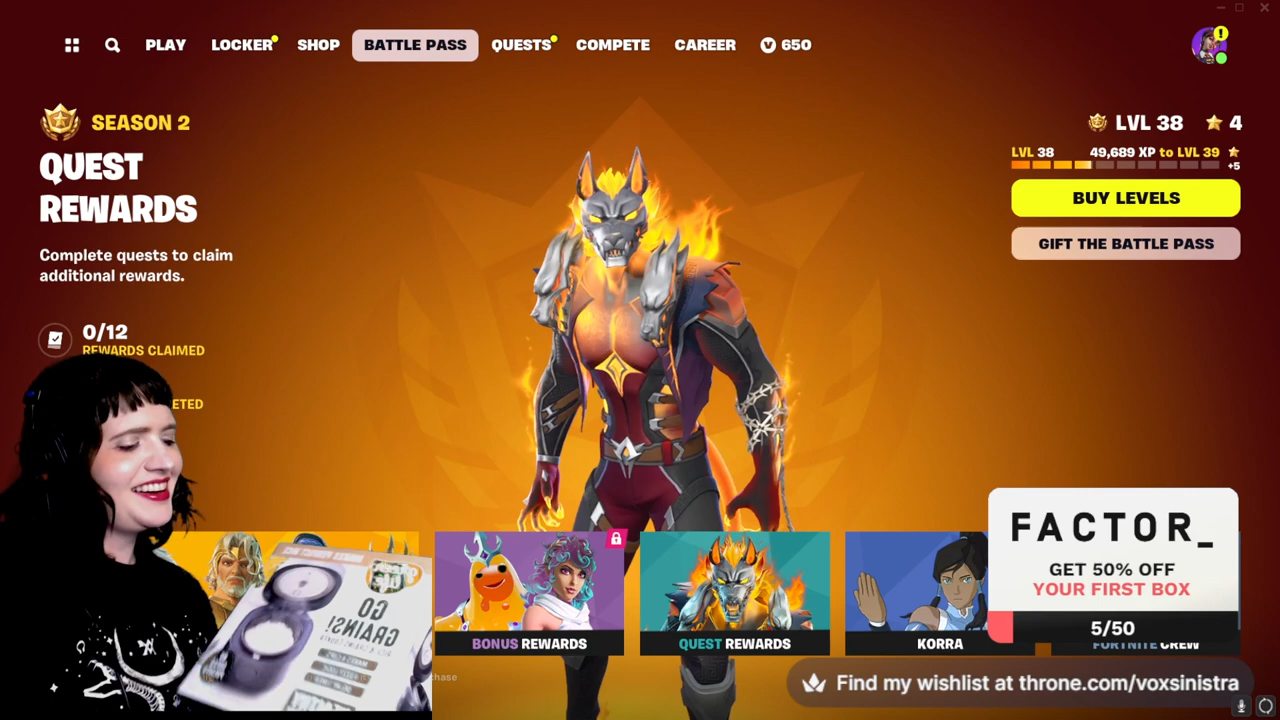 PLAY
LOCKER
SHOP
BATTLE PASS
QUESTS
COMPETE
CAREER
650
SEASON 2
QUEST
REWARDS
Complete quests to claim
additional rewards.
0/12
REWARDS CLAIMED
ETED
LVL 38
4
LVL 38
49,689 XP to LVL 39
+5
BUY LEVELS
GIFT THE BATTLE PASS
GO
GRAINS!
BONUS REWARDS
QUEST REWARDS
KORRA
FORTNITE CREW
FACTOR_
GET 50% OFF
YOUR FIRST BOX
5/50
chase
Find my wishlist at throne.com/voxsinistra